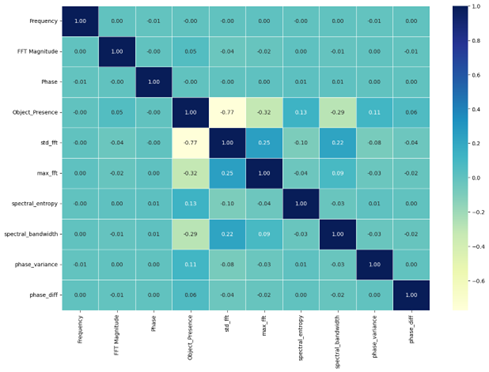 Frequency 1.00 0.00 -0.01 -0.00 0.00 0.00 0.00 0.00 -0.01 0.00
FFT Magnitude 0.00 1.00 -0.00 0.05 -0.04 -0.02 0.00 -0.01 0.00 -0.01
Phase -0.01 -0.00 1.00 -0.00 -0.00 0.00 0.01 0.01 0.00 0.00
Object_Presence -0.00 0.05 -0.00 1.00 -0.77 -0.32 0.13 -0.29 0.11 0.06
std_fft 0.00 -0.04 -0.00 -0.77 1.00 0.25 -0.10 0.22 -0.08 -0.04
max_fft 0.00 -0.02 0.00 -0.32 0.25 1.00 -0.04 0.09 -0.03 -0.02
spectral_entropy 0.00 0.00 0.01 0.13 -0.10 -0.04 1.00 -0.03 0.01 0.00
spectral_bandwidth 0.00 -0.01 0.01 -0.29 0.22 0.09 -0.03 1.00 -0.03 -0.02
phase_variance -0.01 0.00 0.00 0.11 -0.08 -0.03 0.01 -0.03 1.00 0.00
phase_diff 0.00 -0.01 0.00 0.06 -0.04 -0.02 0.00 -0.02 0.00 1.00
Frequency
FFT Magnitude
Phase
Object_Presence
std_fft
max_fft
spectral_entropy
spectral_bandwidth
phase_variance
phase_diff
1.0
0.8
0.6
0.4
0.2
0.0
-0.2
-0.4
-0.6